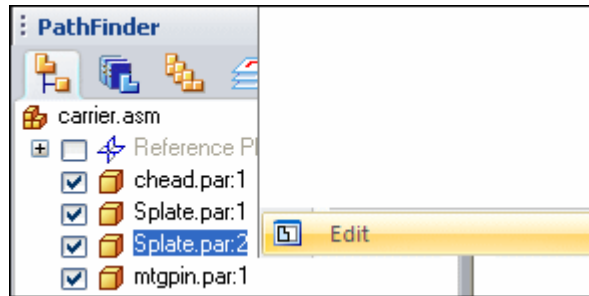 PathFinder
carrier.asm
Reference Pl
chead.par:1
Splate.par:1
Splate.par:2
Edit
mtgpin.par:1